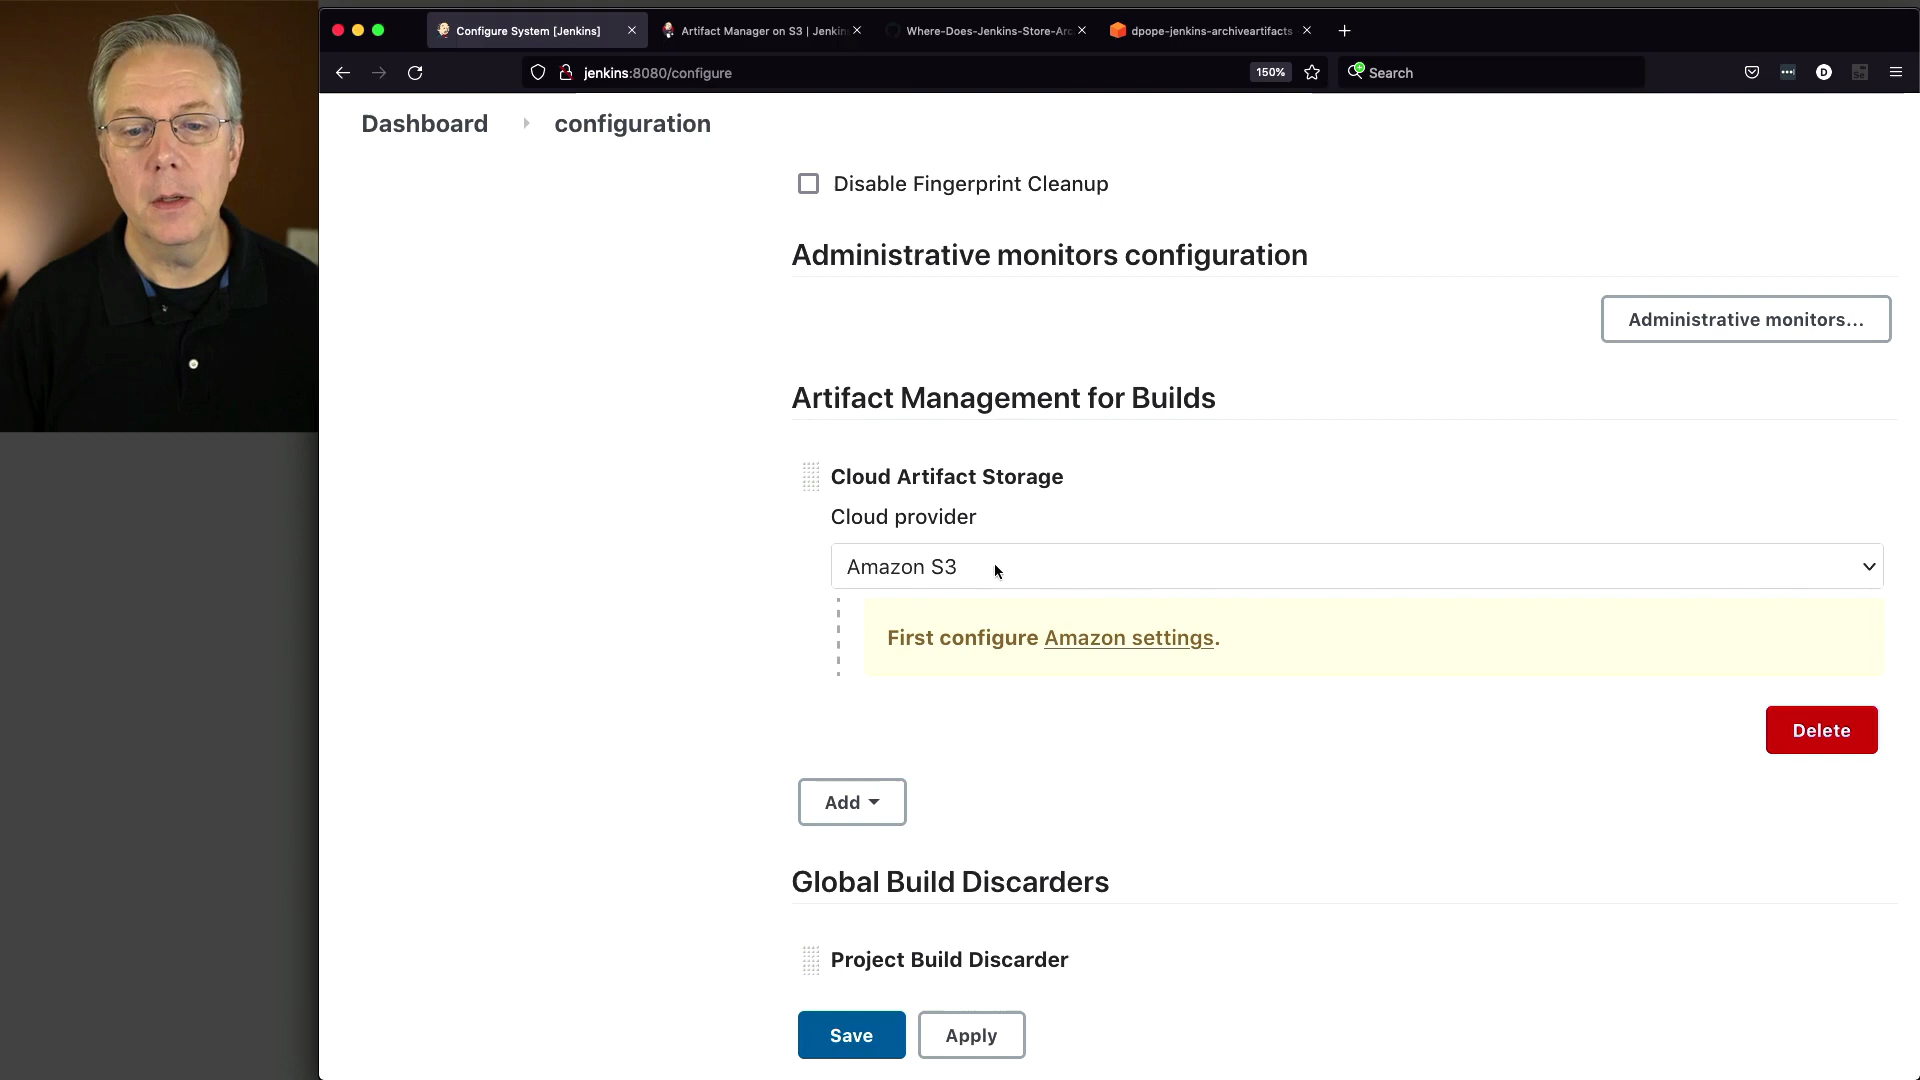 Configure System [Jenkins]
Artifact Manager on S3 | Jenkin
Where-Does-Jenkins-Store-Arc
dpope-jenkins-archiveartifacts
jenkins:8080/configure
150%
Search
Dashboard
configuration
Disable Fingerprint Cleanup
Administrative monitors configuration
Administrative monitors...
Artifact Management for Builds
Cloud Artifact Storage
Cloud provider
Amazon S3
First configure Amazon settings.
Delete
Add
Global Build Discarders
Project Build Discarder
Save
Apply